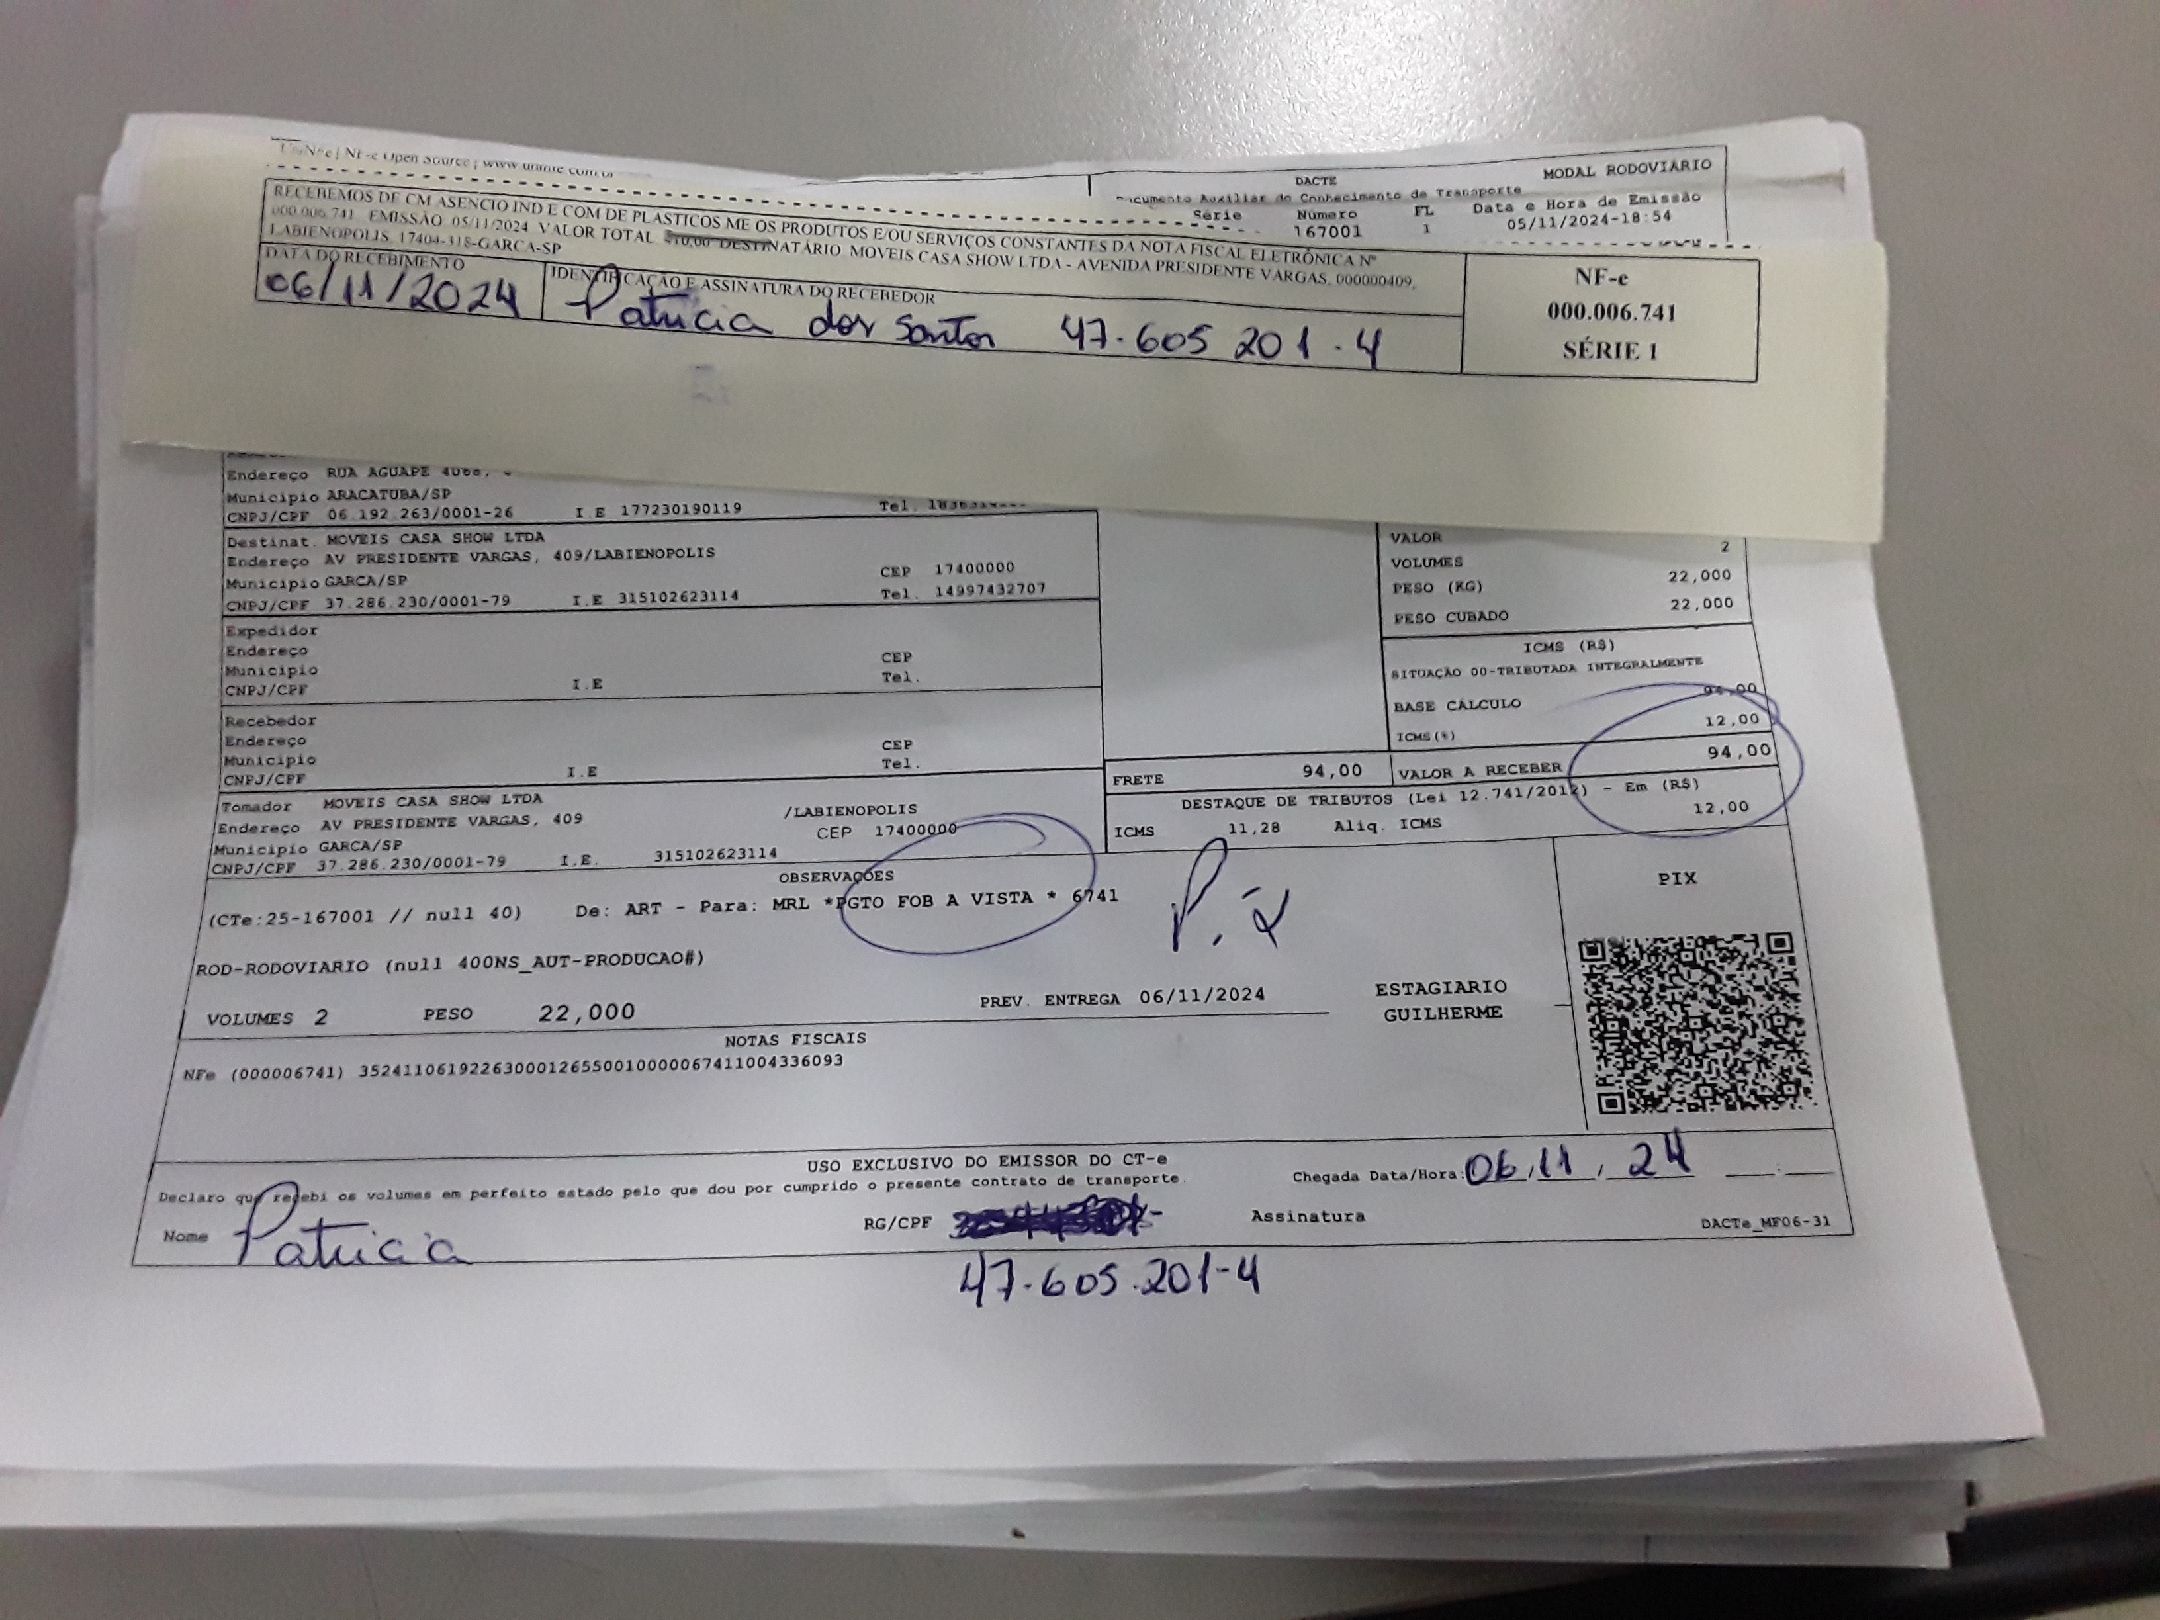 NF-e Open Source | www
DACTE
MODAL RODOVIARIO
Documento Auxiliar do Conhecimento de Transporte
Série Número FL Data e Hora de Emissão
167001 1 05/11/2024-18:54
RECEBEMOS DE CM ASENCIO IND E COM DE PLASTICOS ME OS PRODUTOS E/OU SERVIÇOS CONSTANTES DA NOTA FISCAL ELETRÔNICA Nº
000.006.741 EMISSÃO 05/11/2024 VALOR TOTAL DESTINATÁRIO MOVEIS CASA SHOW LTDA - AVENIDA PRESIDENTE VARGAS, 000000409,
LABIENOPOLIS, 17404-318-GARCA-SP
DATA DO RECEBIMENTO
06/11/2024
IDENTIFICAÇÃO E ASSINATURA DO RECEBEDOR
Patricia dos Santos 47.605 201.4
NF-e
000.006.741
SÉRIE 1
Endereço RUA AGUAPE
Municipio ARACATUBA/SP
CNPJ/CPF 06.192.263/0001-26 I.E 177230190119 Tel.
Destinat. MOVEIS CASA SHOW LTDA
Endereço AV PRESIDENTE VARGAS, 409/LABIENOPOLIS
Municipio GARCA/SP CEP 17400000
CNPJ/CPF 37.286.230/0001-79 I.E 315102623114 Tel. 14997432707
Expedidor
Endereço
Municipio CEP
CNPJ/CPF I.E Tel.
Recebedor
Endereço
Municipio CEP
CNPJ/CPF I.E Tel.
Tomador MOVEIS CASA SHOW LTDA
Endereço AV PRESIDENTE VARGAS, 409 /LABIENOPOLIS
Municipio GARCA/SP CEP 17400000
CNPJ/CPF 37.286.230/0001-79 I.E. 315102623114
VALOR
VOLUMES 2
PESO (KG) 22,000
PESO CUBADO 22,000
ICMS (R$)
SITUAÇÃO 00-TRIBUTADA INTEGRALMENTE
BASE CÁLCULO 94,00
ICMS(%) 12,00
FRETE 94,00 VALOR A RECEBER 94,00
DESTAQUE DE TRIBUTOS (Lei 12.741/2012) - Em (R$)
ICMS 11,28 Aliq. ICMS 12,00
OBSERVAÇÕES
(CTe:25-167001 // null 40) De: ART - Para: MRL *PGTO FOB A VISTA * 6741
ROD-RODOVIARIO (null 400NS_AUT-PRODUCAO#)
VOLUMES 2 PESO 22,000 PREV. ENTREGA 06/11/2024
ESTAGIARIO
GUILHERME
PIX
NOTAS FISCAIS
NFe (000006741) 35241106192263000126550010000067411004336093
USO EXCLUSIVO DO EMISSOR DO CT-e
Declaro que recebi os volumes em perfeito estado pelo que dou por cumprido o presente contrato de transporte.
Chegada Data/Hora: 06/11/24 __:__
Nome Patricia RG/CPF Assinatura DACTe_MF06-31
47.605.201-4